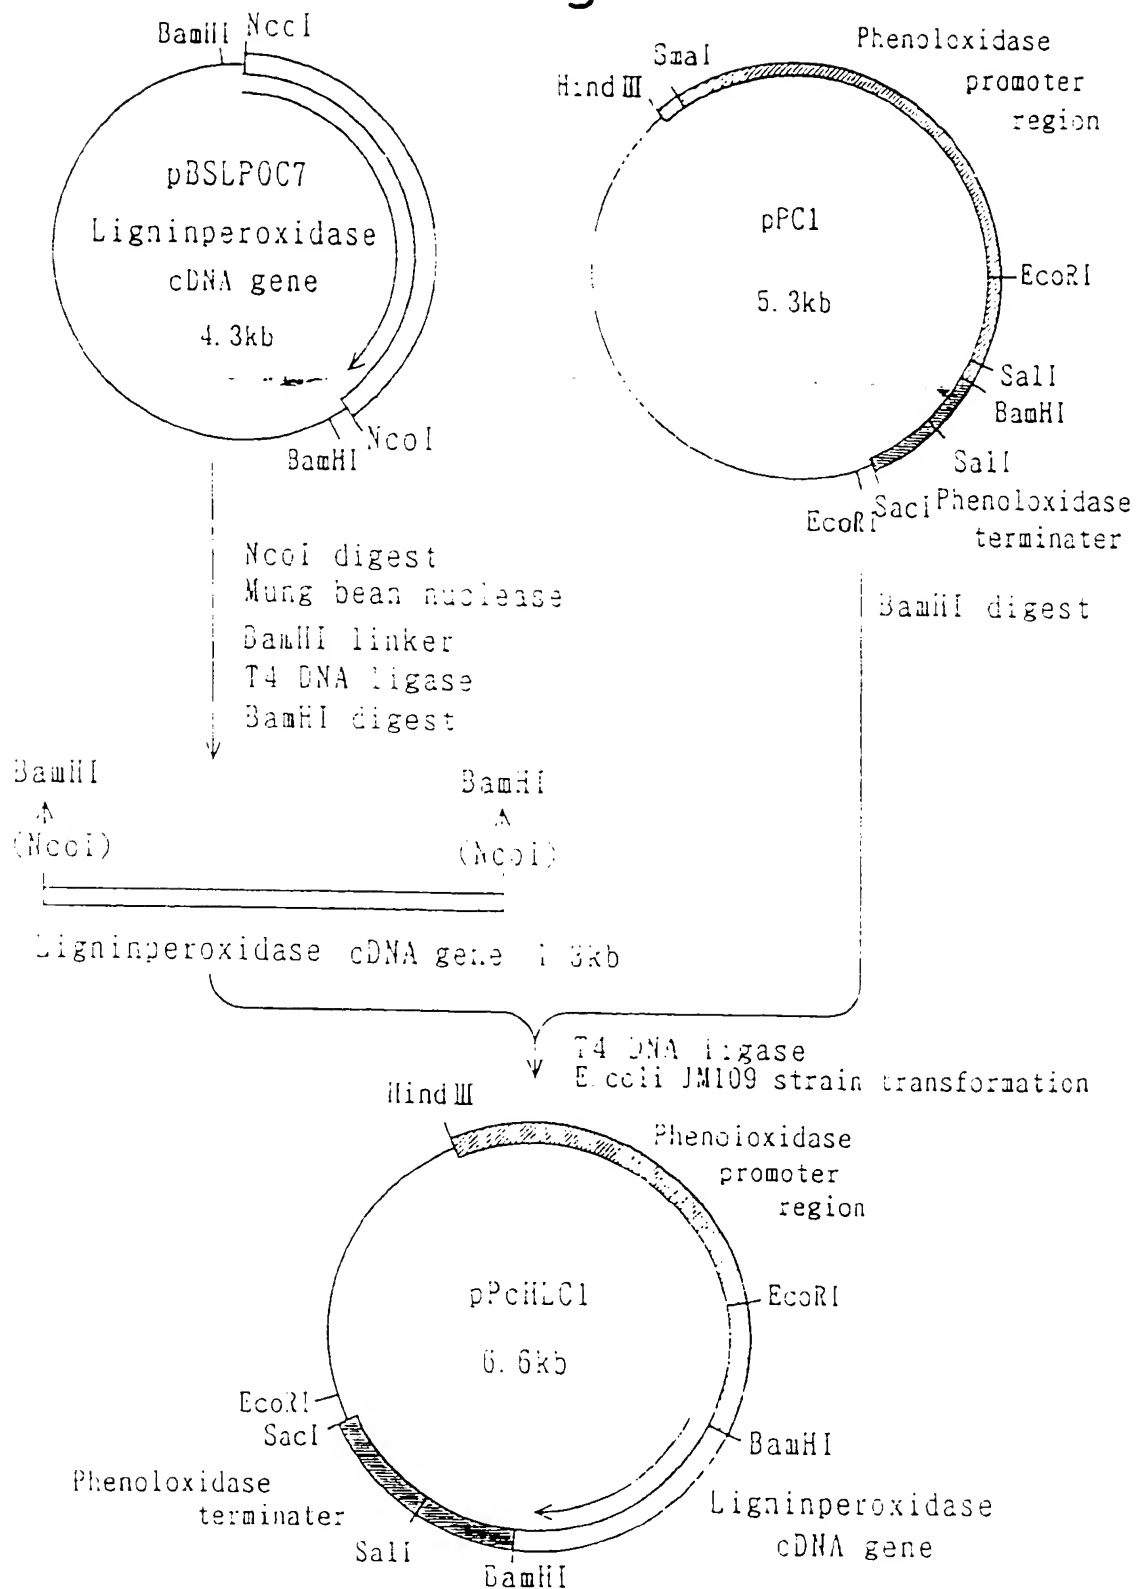 BamHI NcoI
pBSLPOC7
Ligninperoxidase
cDNA gene
4.3kb
NcoI
BamHI
HindⅢ SmaI
Phenoloxidase
promoter
region
pPC1
5.3kb
EcoRI
SalI
BamHI
SalI
EcoRI SacI Phenoloxidase
terminater
NcoI digest
Mung bean nuclease
BamHI linker
T4 DNA ligase
BamHI digest
BamHI digest
BamHI BamHI
(NcoI) (NcoI)
Ligninperoxidase cDNA gene 1.3kb
T4 DNA ligase
E.coli JM109 strain transformation
HindⅢ
Phenoloxidase
promoter
region
pPcHLC1
6.6kb
EcoRI
EcoRI
SacI
BamHI
Phenoloxidase
terminater
Ligninperoxidase
cDNA gene
SalI
BamHI